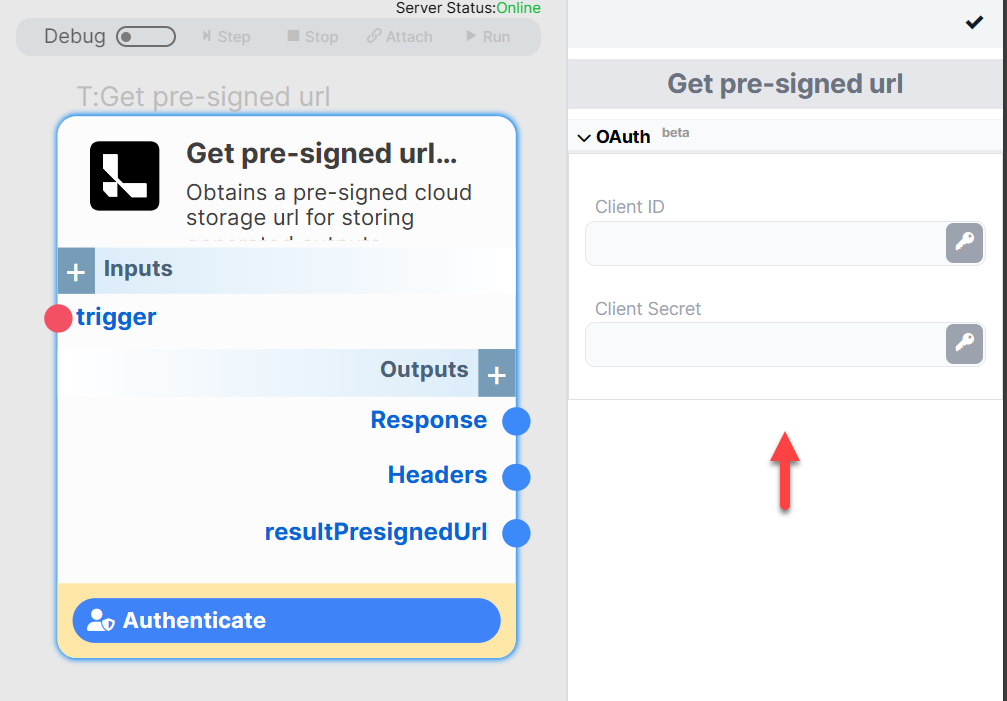 Server Status:Online
Debug
Step
Stop
Attach
Run
T:Get pre-signed url
Get pre-signed url...
Obtains a pre-signed cloud
storage url for storing
generated outputs
Inputs
trigger
Outputs
Response
Headers
resultPresignedUrl
Authenticate
Get pre-signed url
OAuth beta
Client ID
Client Secret